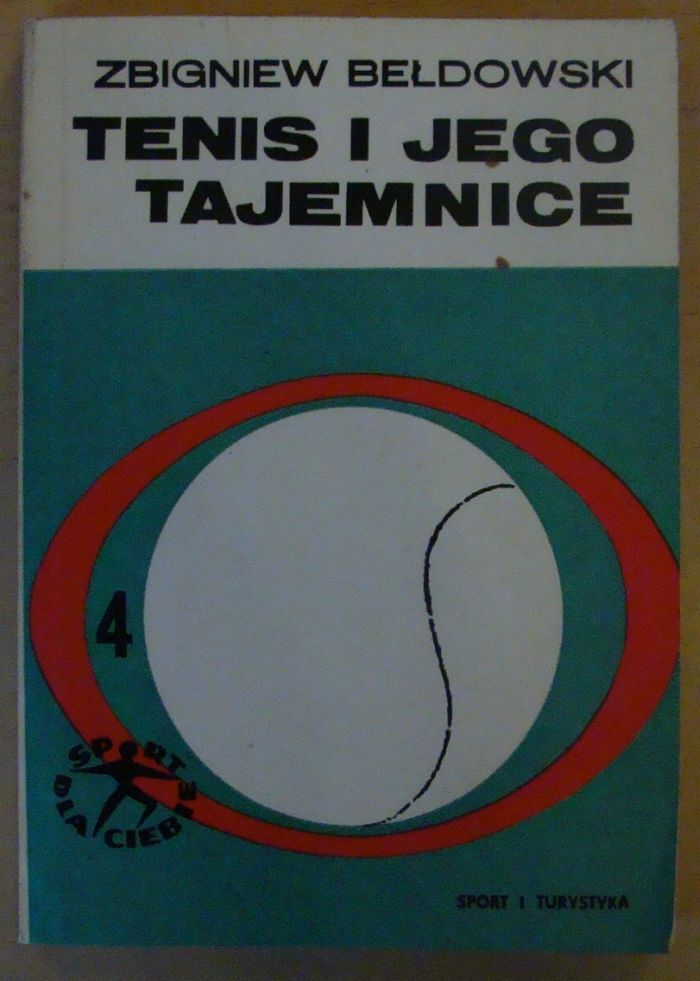 ZBIGNIEW BEŁDOWSKI
TENIS I JEGO
TAJEMNICE
4
SPORT
DLA CIEBIE
SPORT I TURYSTYKA